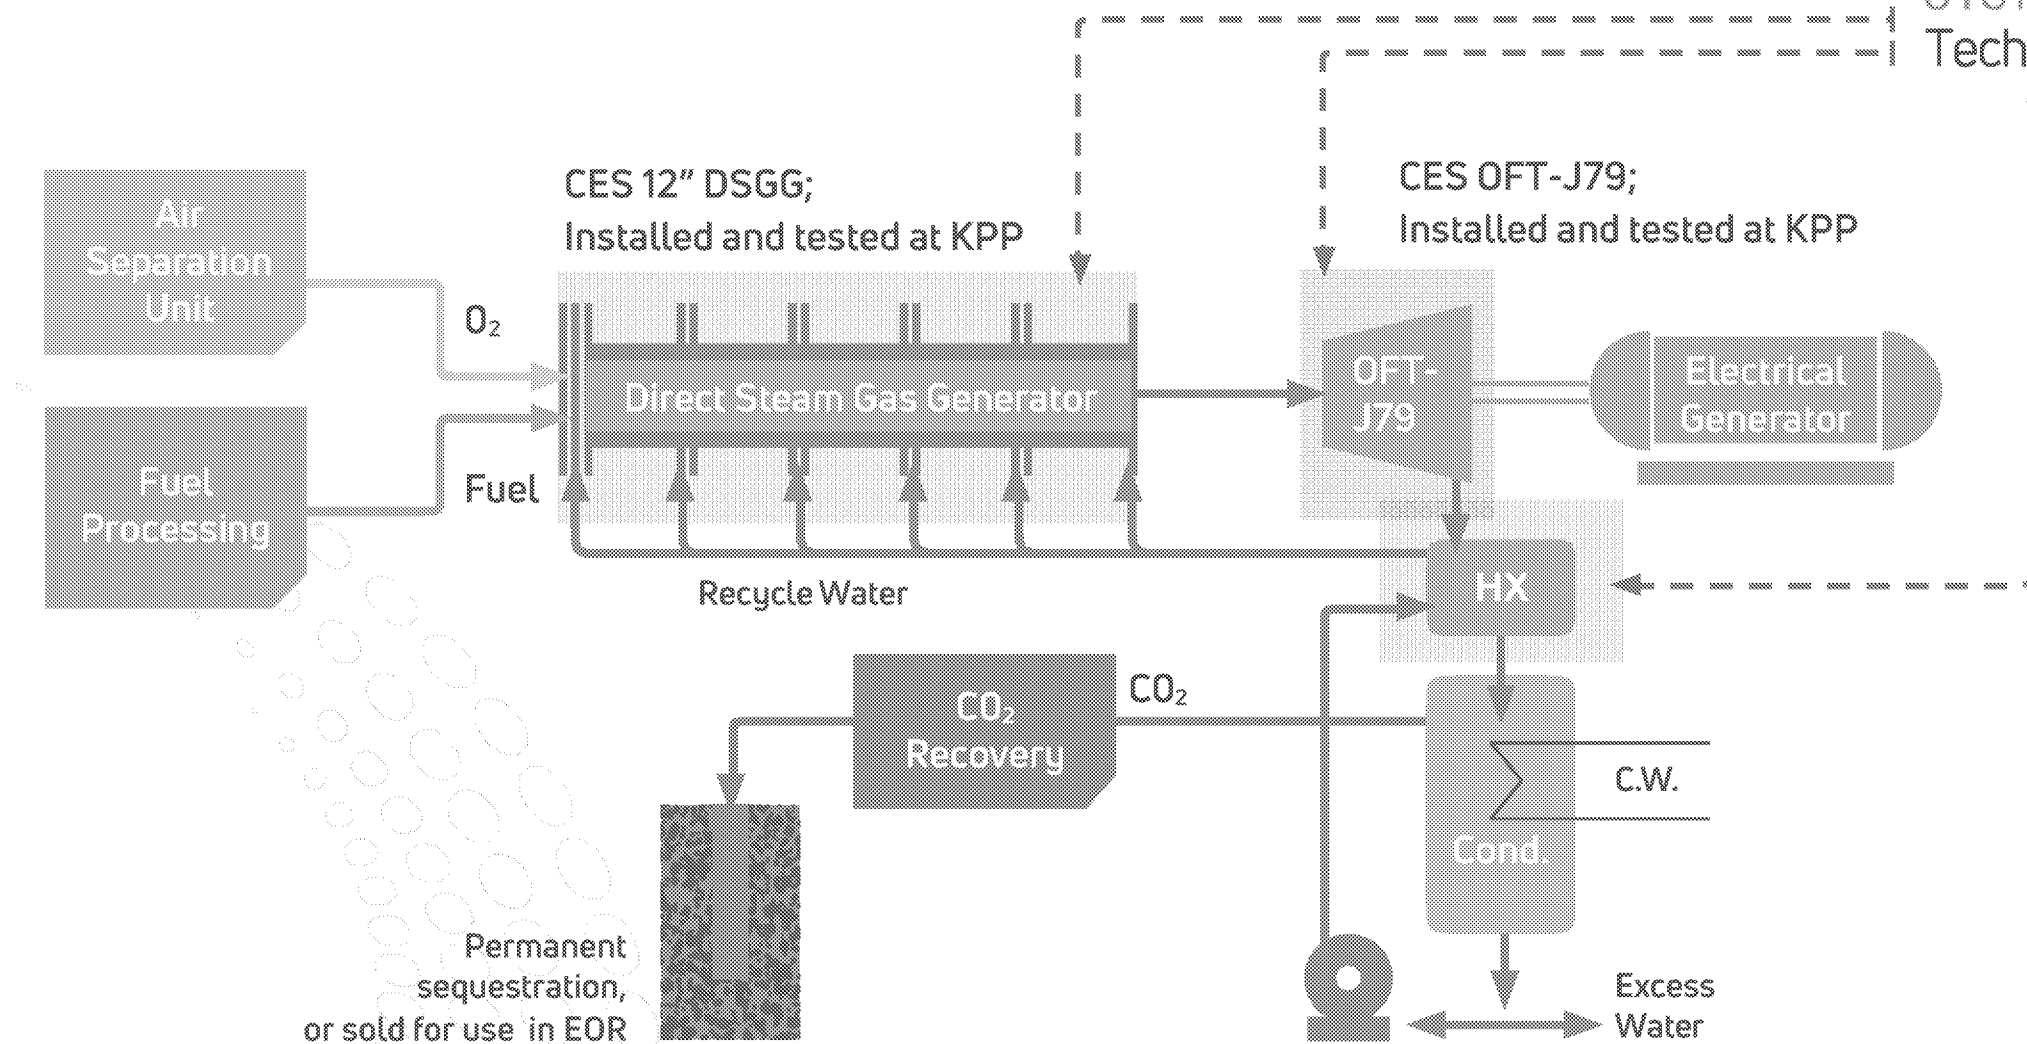 Tech
CES 12” DSGG;
Installed and tested at KPP
CES OFT-J79;
Installed and tested at KPP
Air
Separation
Unit
O₂
Direct Steam Gas Generator
OFT-
J79
Electrical
Generator
Fuel
Processing
Fuel
Recycle Water
HX
CO₂
Recovery
CO₂
C.W.
Cond.
Permanent
sequestration,
or sold for use in EOR
Excess
Water